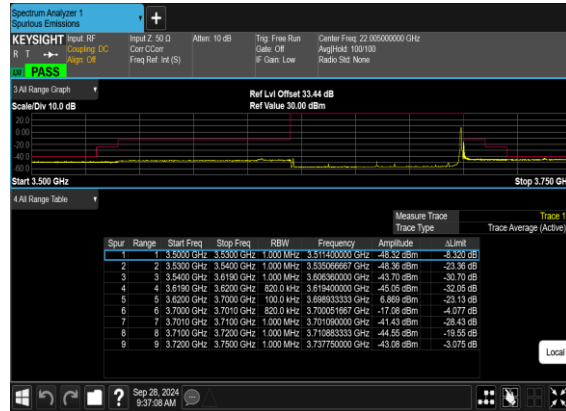 Spectrum Analyzer 1
Spurious Emissions
+
KEYSIGHT Input: RF Input Z: 50 Ω Atten: 10 dB Trig: Free Run Center Freq: 22.005000000 GHz
R T Coupling: DC Corr CCorr Gate: Off Avg|Hold: 100/100
Align: Off Freq Ref: Int (S) IF Gain: Low Radio Std: None
LW PASS
3 All Range Graph
Ref Lvl Offset 33.44 dB
Scale/Div 10.0 dB Ref Value 30.00 dBm
20.0
0.00
-20.0
-40.0
-60.0
Start 3.500 GHz Stop 3.750 GH
4 All Range Table
Measure Trace Trace 1
Trace Type Trace Average (Active)
Spur Range Start Freq Stop Freq RBW Frequency Amplitude ΔLimit
1 1 3.5000 GHz 3.5300 GHz 1.000 MHz 3.511400000 GHz -48.32 dBm -8.320 dB
2 2 3.5300 GHz 3.5400 GHz 1.000 MHz 3.535066667 GHz -48.36 dBm -23.36 dB
3 3 3.5400 GHz 3.6190 GHz 1.000 MHz 3.606360000 GHz -43.70 dBm -30.70 dB
4 4 3.6190 GHz 3.6200 GHz 820.0 kHz 3.619400000 GHz -45.05 dBm -32.05 dB
5 5 3.6200 GHz 3.7000 GHz 100.0 kHz 3.698933333 GHz 6.869 dBm -23.13 dB
6 6 3.7000 GHz 3.7010 GHz 820.0 kHz 3.700051667 GHz -17.08 dBm -4.077 dB
7 7 3.7010 GHz 3.7100 GHz 1.000 MHz 3.701090000 GHz -41.43 dBm -28.43 dB
8 8 3.7100 GHz 3.7200 GHz 1.000 MHz 3.710883333 GHz -44.55 dBm -19.55 dB
9 9 3.7200 GHz 3.7500 GHz 1.000 MHz 3.737750000 GHz -43.08 dBm -3.075 dB
Local
? Sep 28, 2024
9:37:08 AM